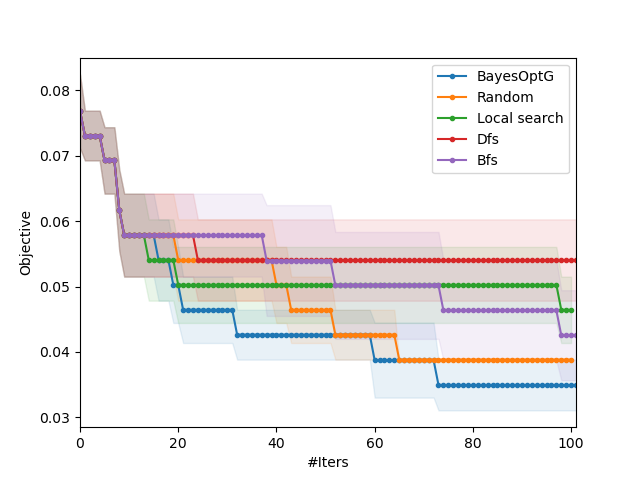 BayesOptG
Random
Local search
Dfs
Bfs
Objective
0.08
0.07
0.06
0.05
0.04
0.03
0 20 40 60 80 100
#Iters